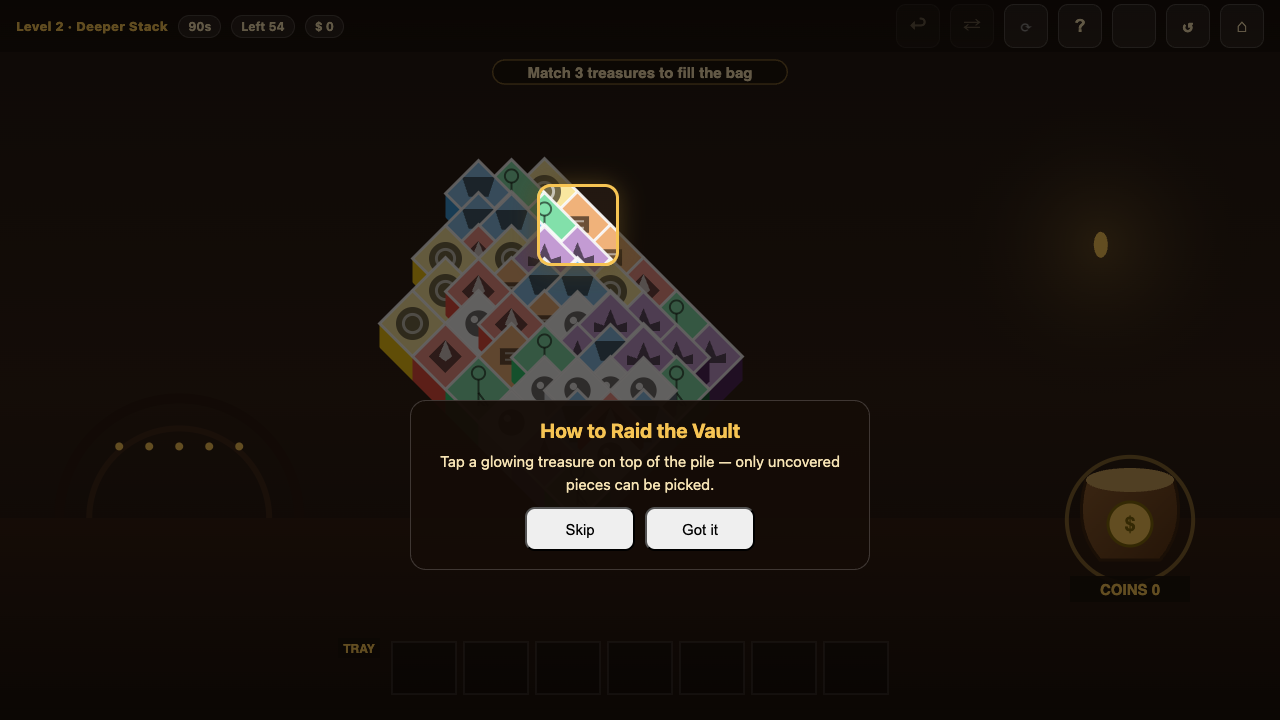 Level 2 · Deeper Stack
90s
Left 54
$ 0
?
Match 3 treasures to fill the bag
How to Raid the Vault
Tap a glowing treasure on top of the pile — only uncovered
pieces can be picked.
Skip
Got it
$
COINS 0
TRAY